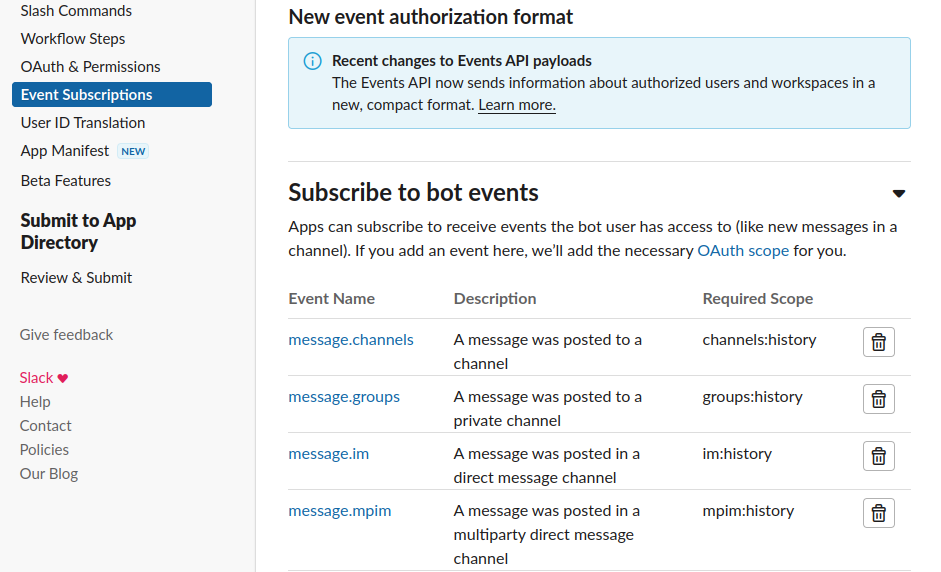 Slash Commands
Workflow Steps
OAuth & Permissions
Event Subscriptions
User ID Translation
App Manifest NEW
Beta Features
Submit to App
Directory
Review & Submit
Give feedback
Slack
Help
Contact
Policies
Our Blog
New event authorization format
Recent changes to Events API payloads
The Events API now sends information about authorized users and workspaces in a
new, compact format. Learn more.
Subscribe to bot events
Apps can subscribe to receive events the bot user has access to (like new messages in a
channel). If you add an event here, we’ll add the necessary OAuth scope for you.
Event Name Description Required Scope
message.channels A message was posted to a channels:history
channel
message.groups A message was posted to a groups:history
private channel
message.im A message was posted in a im:history
direct message channel
message.mpim A message was posted in a mpim:history
multiparty direct message
channel